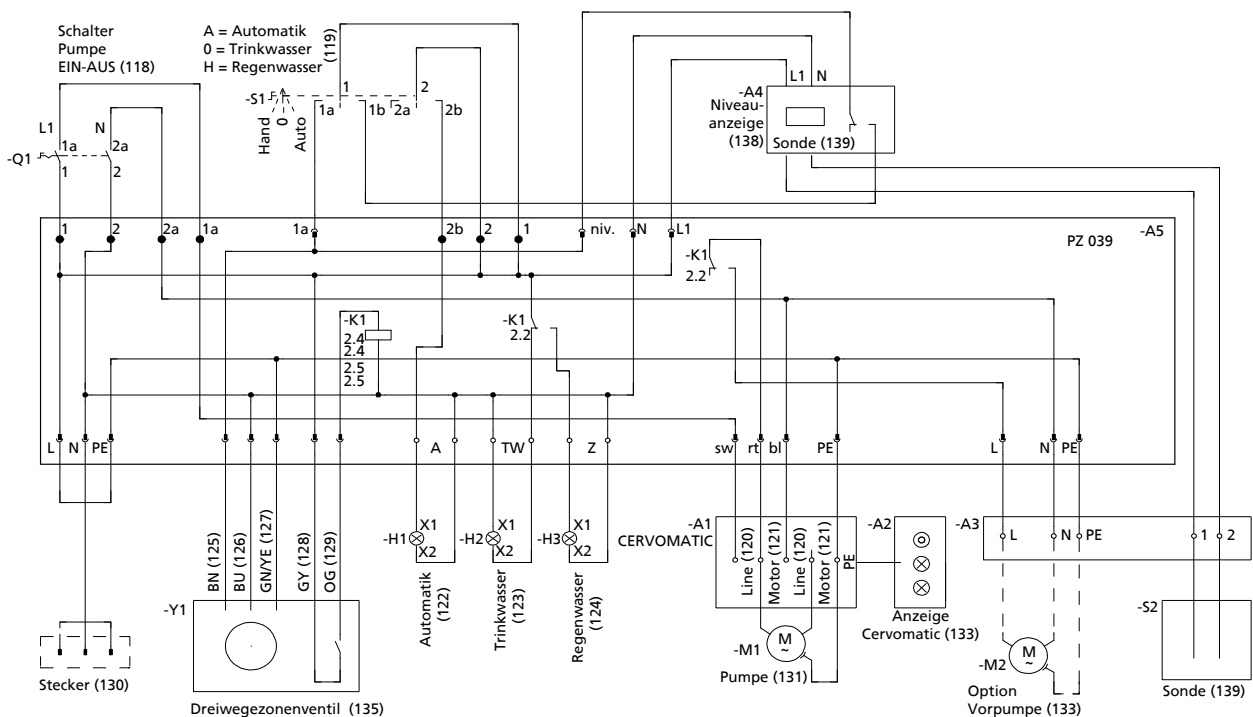 Schalter
Pumpe
EIN-AUS (118)
A = Automatik
0 = Trinkwasser
H = Regenwasser
(119)
1
2
-S1
1a
1b
2a
2b
Hand
0
Auto
L1
N
-A4
Niveau-
anzeige
(138)
Sonde (139)
L1
N
1a
2a
-Q1
1
2
1
2
2a
1a
1a
2b
2
1
niv.
N
L1
-A5
PZ 039
-K1
2.2
-K1
2.4
2.4
2.5
2.5
-K1
2.2
L
N
PE
A
TW
Z
sw
rt
bl
PE
L
N
PE
BN (125)
BU (126)
GN/YE (127)
GY (128)
OG (129)
X1
-H1
X2
X1
-H2
X2
X1
-H3
X2
Automatik
(122)
Trinkwasser
(123)
Regenwasser
(124)
-A1
CERVOMATIC
Line (120)
Motor (121)
Line (120)
Motor (121)
PE
-A2
Anzeige
Cervomatic (133)
-A3
L
N
PE
1
2
-Y1
-S2
M
~
-M1
Pumpe (131)
M
~
-M2
Option
Vorpumpe (133)
Sonde (139)
Stecker (130)
Dreiwegezonenventil (135)